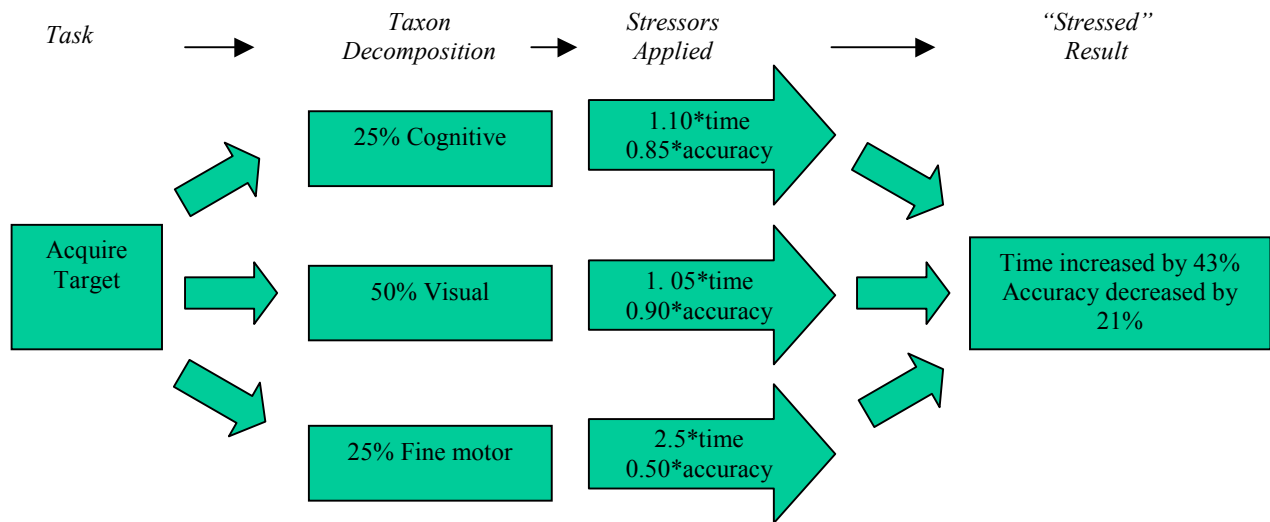 Task
Taxon
Decomposition
Stressors
Applied
“Stressed”
Result
Acquire
Target
25% Cognitive
50% Visual
25% Fine motor
1.10*time
0.85*accuracy
1. 05*time
0.90*accuracy
2.5*time
0.50*accuracy
Time increased by 43%
Accuracy decreased by
21%